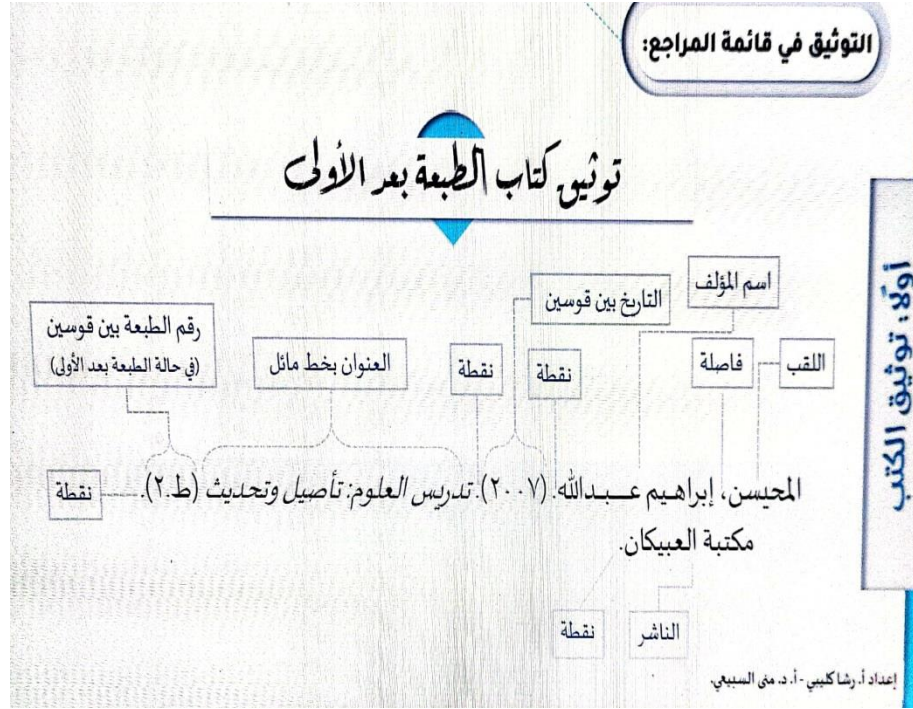 التوثيق في قائمة المراجع:
توثيق كتاب الطبعة بعد الأولى
أولًا: توثيق الكتب
اسم المؤلف
التاريخ بين قوسين
رقم الطبعة بين قوسين
(في حالة الطبعة بعد الأولى)
اللقب
فاصلة
نقطة
نقطة
العنوان بخط مائل
المحيسن، إبراهيم عبدالله. (٢٠٠٧). تدريس العلوم: تأصيل وتحديث (ط.٢).
نقطة
مكتبة العبيكان.
الناشر
نقطة
إعداد أ. رشا كليبي - أ. د. منى السبيعي.